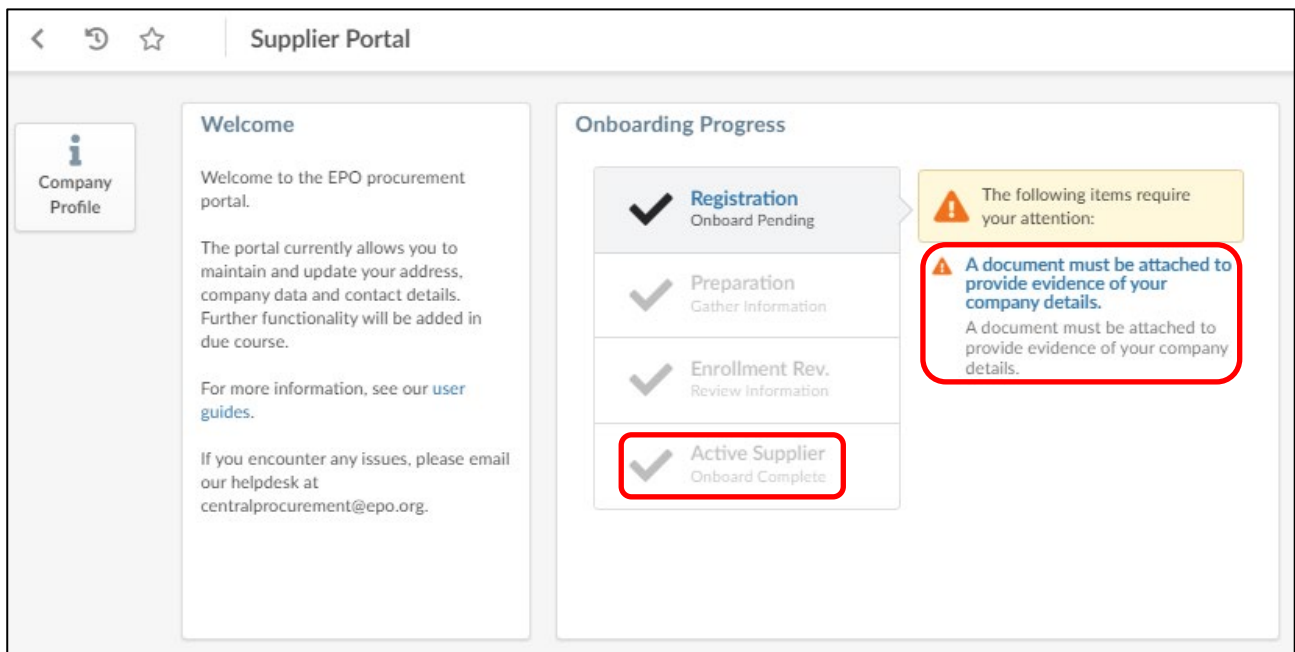 Supplier Portal
Company
Profile
Welcome
Welcome to the EPO procurement
portal.
The portal currently allows you to
maintain and update your address,
company data and contact details.
Further functionality will be added in
due course.
For more information, see our user
guides.
If you encounter any issues, please email
our helpdesk at
centralprocurement@epo.org.
Onboarding Progress
Registration
Onboard Pending
Preparation
Gather Information
Enrollment Rev.
Review Information
Active Supplier
Onboard Complete
The following items require
your attention:
A document must be attached to
provide evidence of your
company details.
A document must be attached to
provide evidence of your company
details.